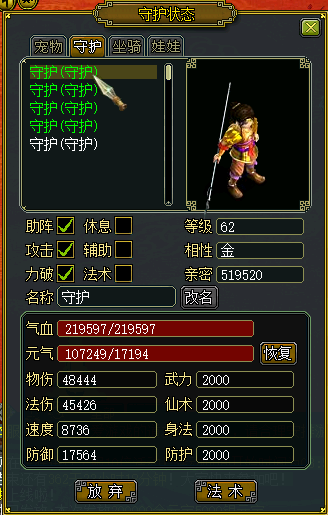 守护状态
宠物 守护 坐骑 娃娃
守护(守护)
守护(守护)
守护(守护)
守护(守护)
守护(守护)
助阵 休息 等级 62
攻击 辅助 相性 金
力破 法术 亲密 519520
名称 守护 改名
气血 219597/219597
元气 107249/17194 恢复
物伤 48444 武力 2000
法伤 45426 仙术 2000
速度 8736 身法 2000
防御 17564 防护 2000
放弃 法术